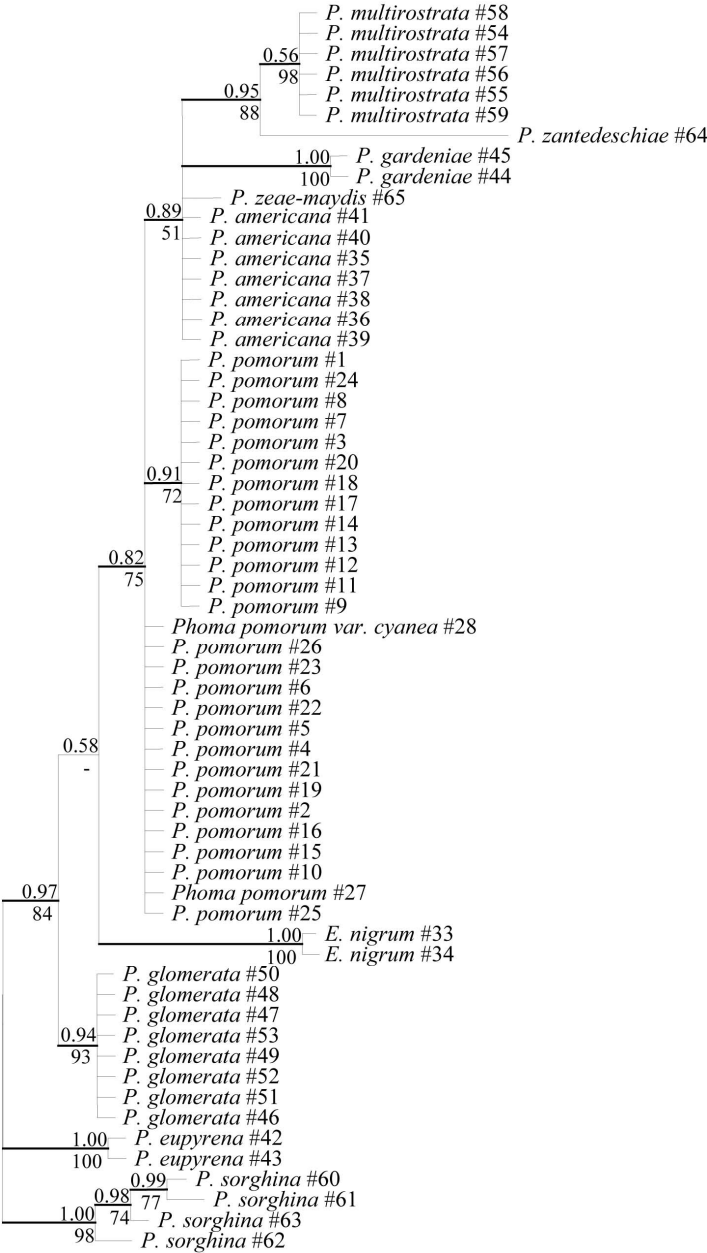 P. multirostrata #58
P. multirostrata #54
0.56
P. multirostrata #57
98
P. multirostrata #56
0.95
P. multirostrata #55
88
P. multirostrata #59
P. zantedeschiae #64
1.00
P. gardeniae #45
100
P. gardeniae #44
P. zeae-maydis #65
0.89
P. americana #41
51
P. americana #40
P. americana #35
P. americana #37
P. americana #38
P. americana #36
P. americana #39
P. pomorum #1
P. pomorum #24
P. pomorum #8
P. pomorum #7
P. pomorum #3
P. pomorum #20
0.91
P. pomorum #18
72
P. pomorum #17
P. pomorum #14
P. pomorum #13
0.82
P. pomorum #12
75
P. pomorum #11
P. pomorum #9
Phoma pomorum var. cyanea #28
P. pomorum #26
P. pomorum #23
P. pomorum #6
P. pomorum #22
P. pomorum #5
0.58
P. pomorum #4
-
P. pomorum #21
P. pomorum #19
P. pomorum #2
P. pomorum #16
P. pomorum #15
P. pomorum #10
0.97
Phoma pomorum #27
84
P. pomorum #25
1.00
E. nigrum #33
100
E. nigrum #34
P. glomerata #50
P. glomerata #48
P. glomerata #47
0.94
P. glomerata #53
93
P. glomerata #49
P. glomerata #52
P. glomerata #51
P. glomerata #46
1.00
P. eupyrena #42
100
P. eupyrena #43
0.99
P. sorghina #60
77
P. sorghina #61
0.98
74
P. sorghina #63
1.00
98
P. sorghina #62